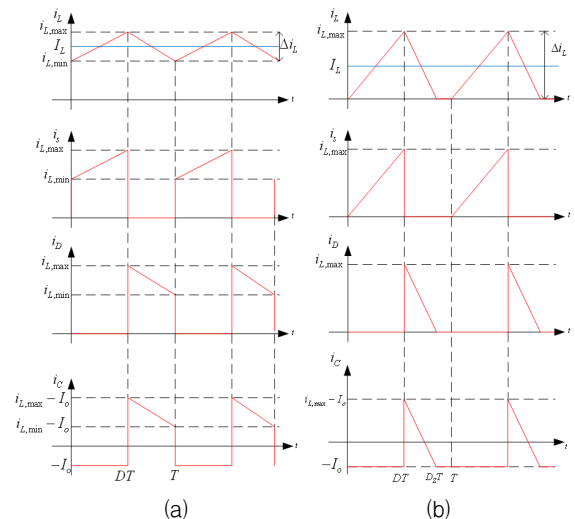 i_L
i_L,max
I_L
i_L,min
Δi_L
t
i_s
i_L,max
i_L,min
t
i_D
i_L,max
i_L,min
t
i_C
i_L,max − I_o
i_L,min − I_o
−I_o
DT
T
t
(a)
i_L
i_L,max
I_L
Δi_L
t
i_s
i_L,max
t
i_D
i_L,max
t
i_C
i_L,max − I_o
−I_o
DT
D_2T
T
t
(b)